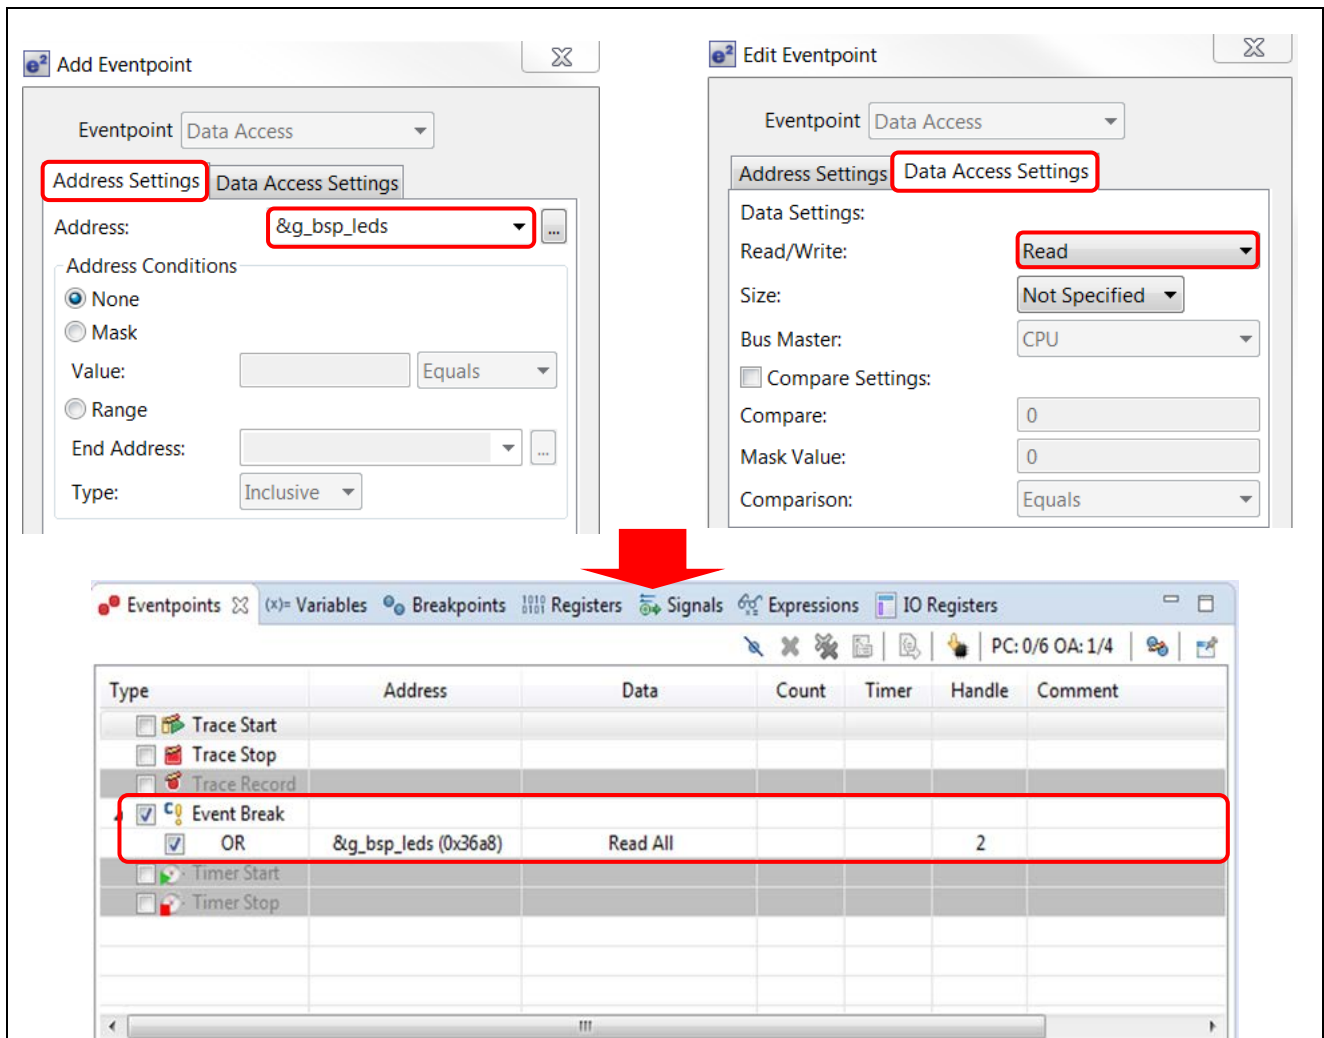 e² Add Eventpoint
Eventpoint Data Access
Address Settings Data Access Settings
Address: &g_bsp_leds ...
Address Conditions
None
Mask
Value: Equals
Range
End Address: ...
Type: Inclusive
e² Edit Eventpoint
Eventpoint Data Access
Address Settings Data Access Settings
Data Settings:
Read/Write: Read
Size: Not Specified
Bus Master: CPU
Compare Settings:
Compare: 0
Mask Value: 0
Comparison: Equals
Eventpoints (x)= Variables Breakpoints 1010 0101 Registers Signals Expressions IO Registers
PC: 0/6 OA: 1/4
Type Address Data Count Timer Handle Comment
Trace Start
Trace Stop
Trace Record
Event Break
OR &g_bsp_leds (0x36a8) Read All 2
Timer Start
Timer Stop